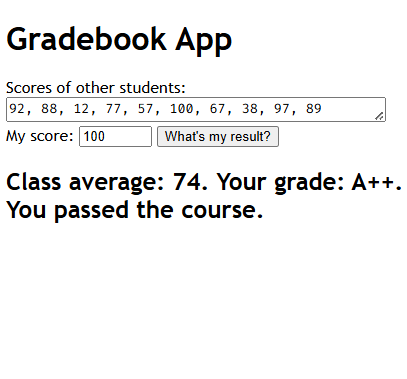 Gradebook App
Scores of other students:
92, 88, 12, 77, 57, 100, 67, 38, 97, 89
My score: 100 What's my result?
Class average: 74. Your grade: A++.
You passed the course.